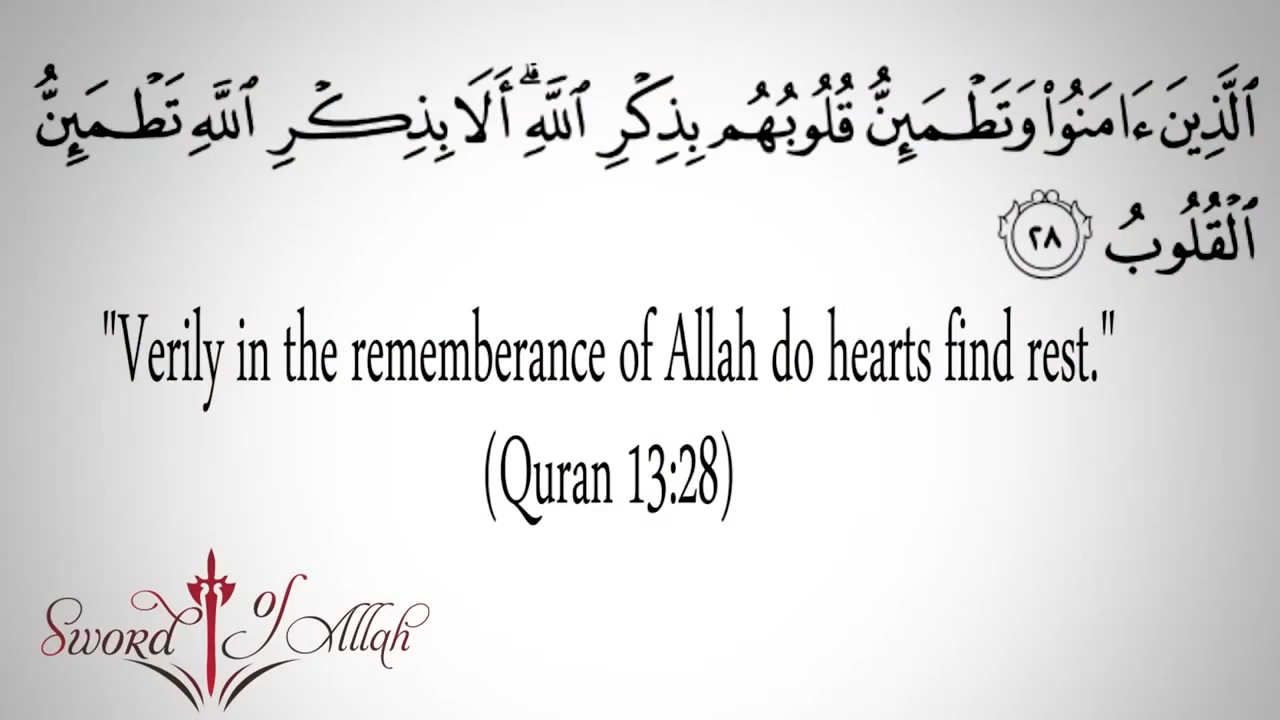 ٱلَّذِينَ ءَامَنُوا۟ وَتَطْمَئِنُّ قُلُوبُهُم بِذِكْرِ ٱللَّهِ ۗ أَلَا بِذِكْرِ ٱللَّهِ تَطْمَئِنُّ
ٱلْقُلُوبُ ٢٨
"Verily in the rememberance of Allah do hearts find rest."
(Quran 13:28)
Sword of Allah